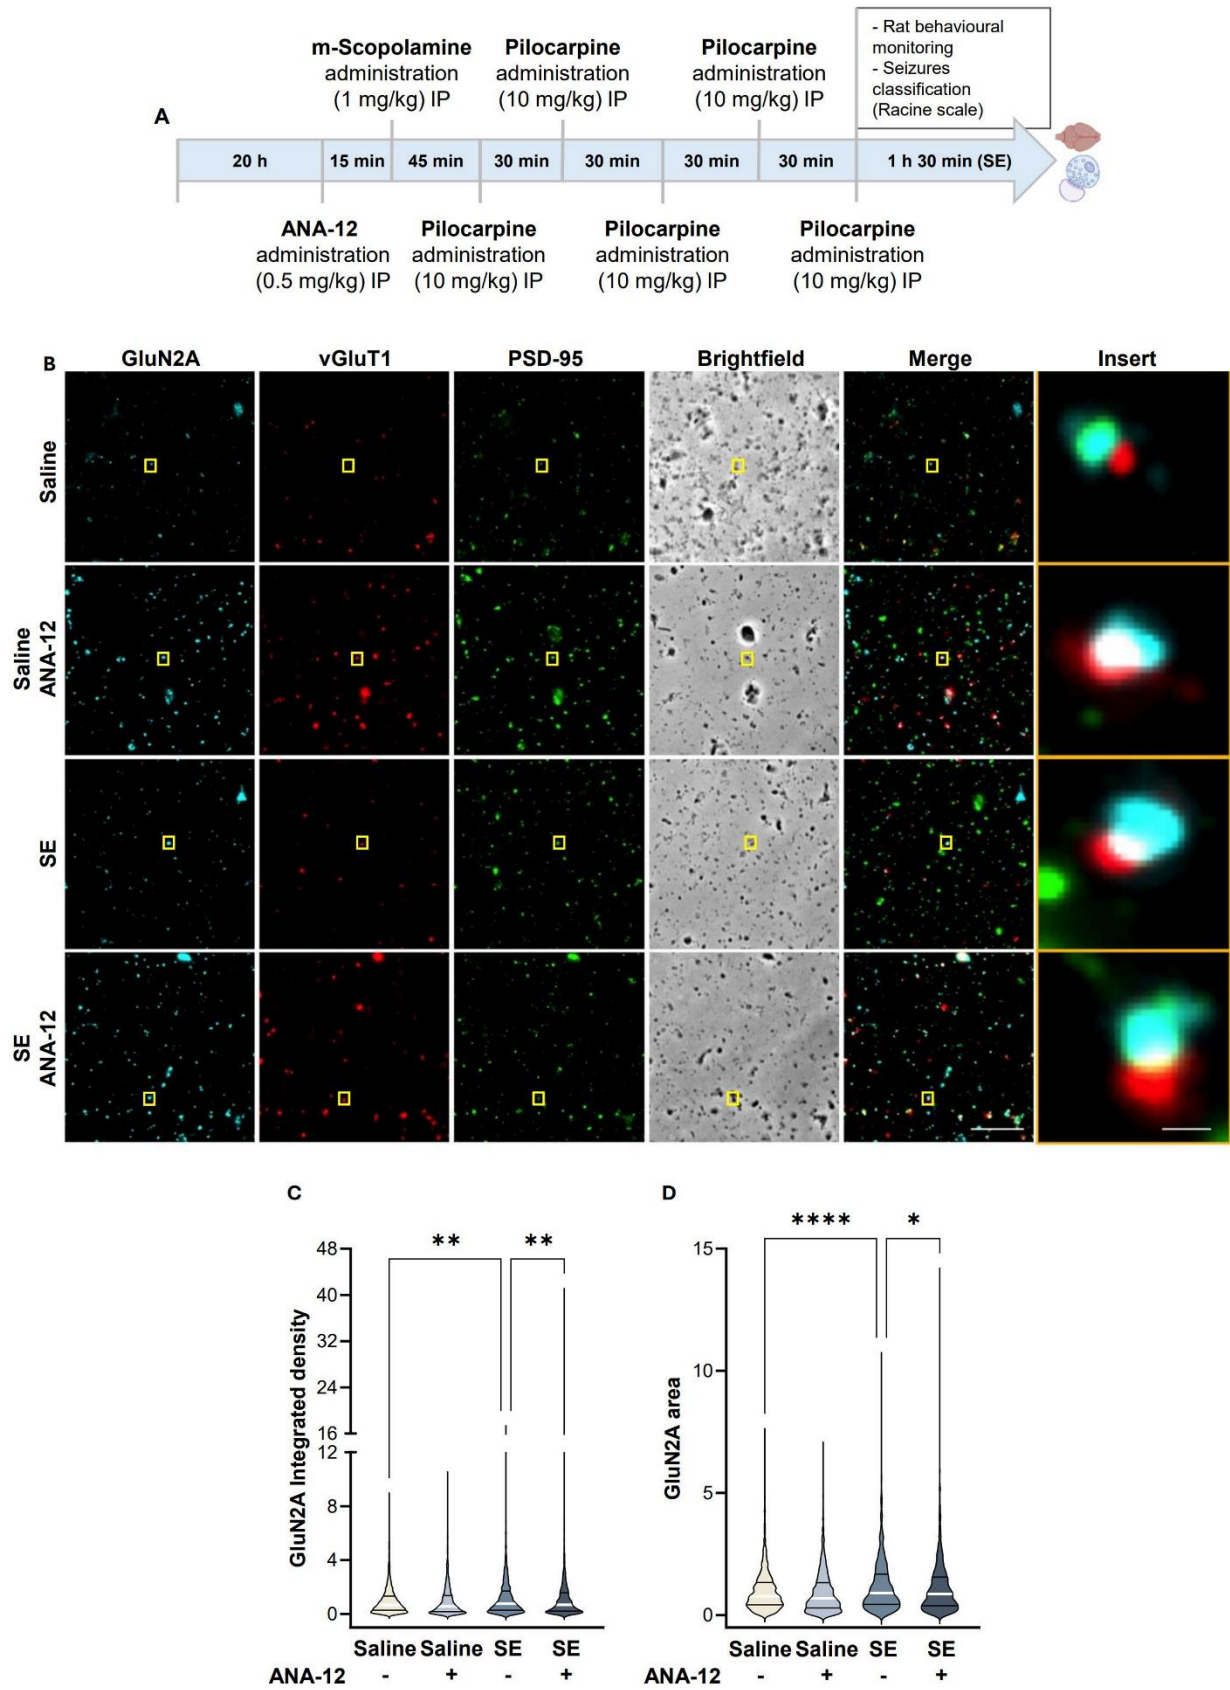 A
m-Scopolamine
administration
(1 mg/kg) IP
Pilocarpine
administration
(10 mg/kg) IP
Pilocarpine
administration
(10 mg/kg) IP
- Rat behavioural
monitoring
- Seizures
classification
(Racine scale)
20 h
15 min
45 min
30 min
30 min
30 min
30 min
1 h 30 min (SE)
ANA-12
administration
(0.5 mg/kg) IP
Pilocarpine
administration
(10 mg/kg) IP
Pilocarpine
administration
(10 mg/kg) IP
Pilocarpine
administration
(10 mg/kg) IP
B
GluN2A
vGluT1
PSD-95
Brightfield
Merge
Insert
Saline
Saline
ANA-12
SE
SE
ANA-12
C
GluN2A Integrated density
48
40
32
24
16
12
8
4
0
**
**
Saline
Saline
SE
SE
ANA-12
-
+
-
+
D
GluN2A area
15
10
5
0
****
*
Saline
Saline
SE
SE
ANA-12
-
+
-
+